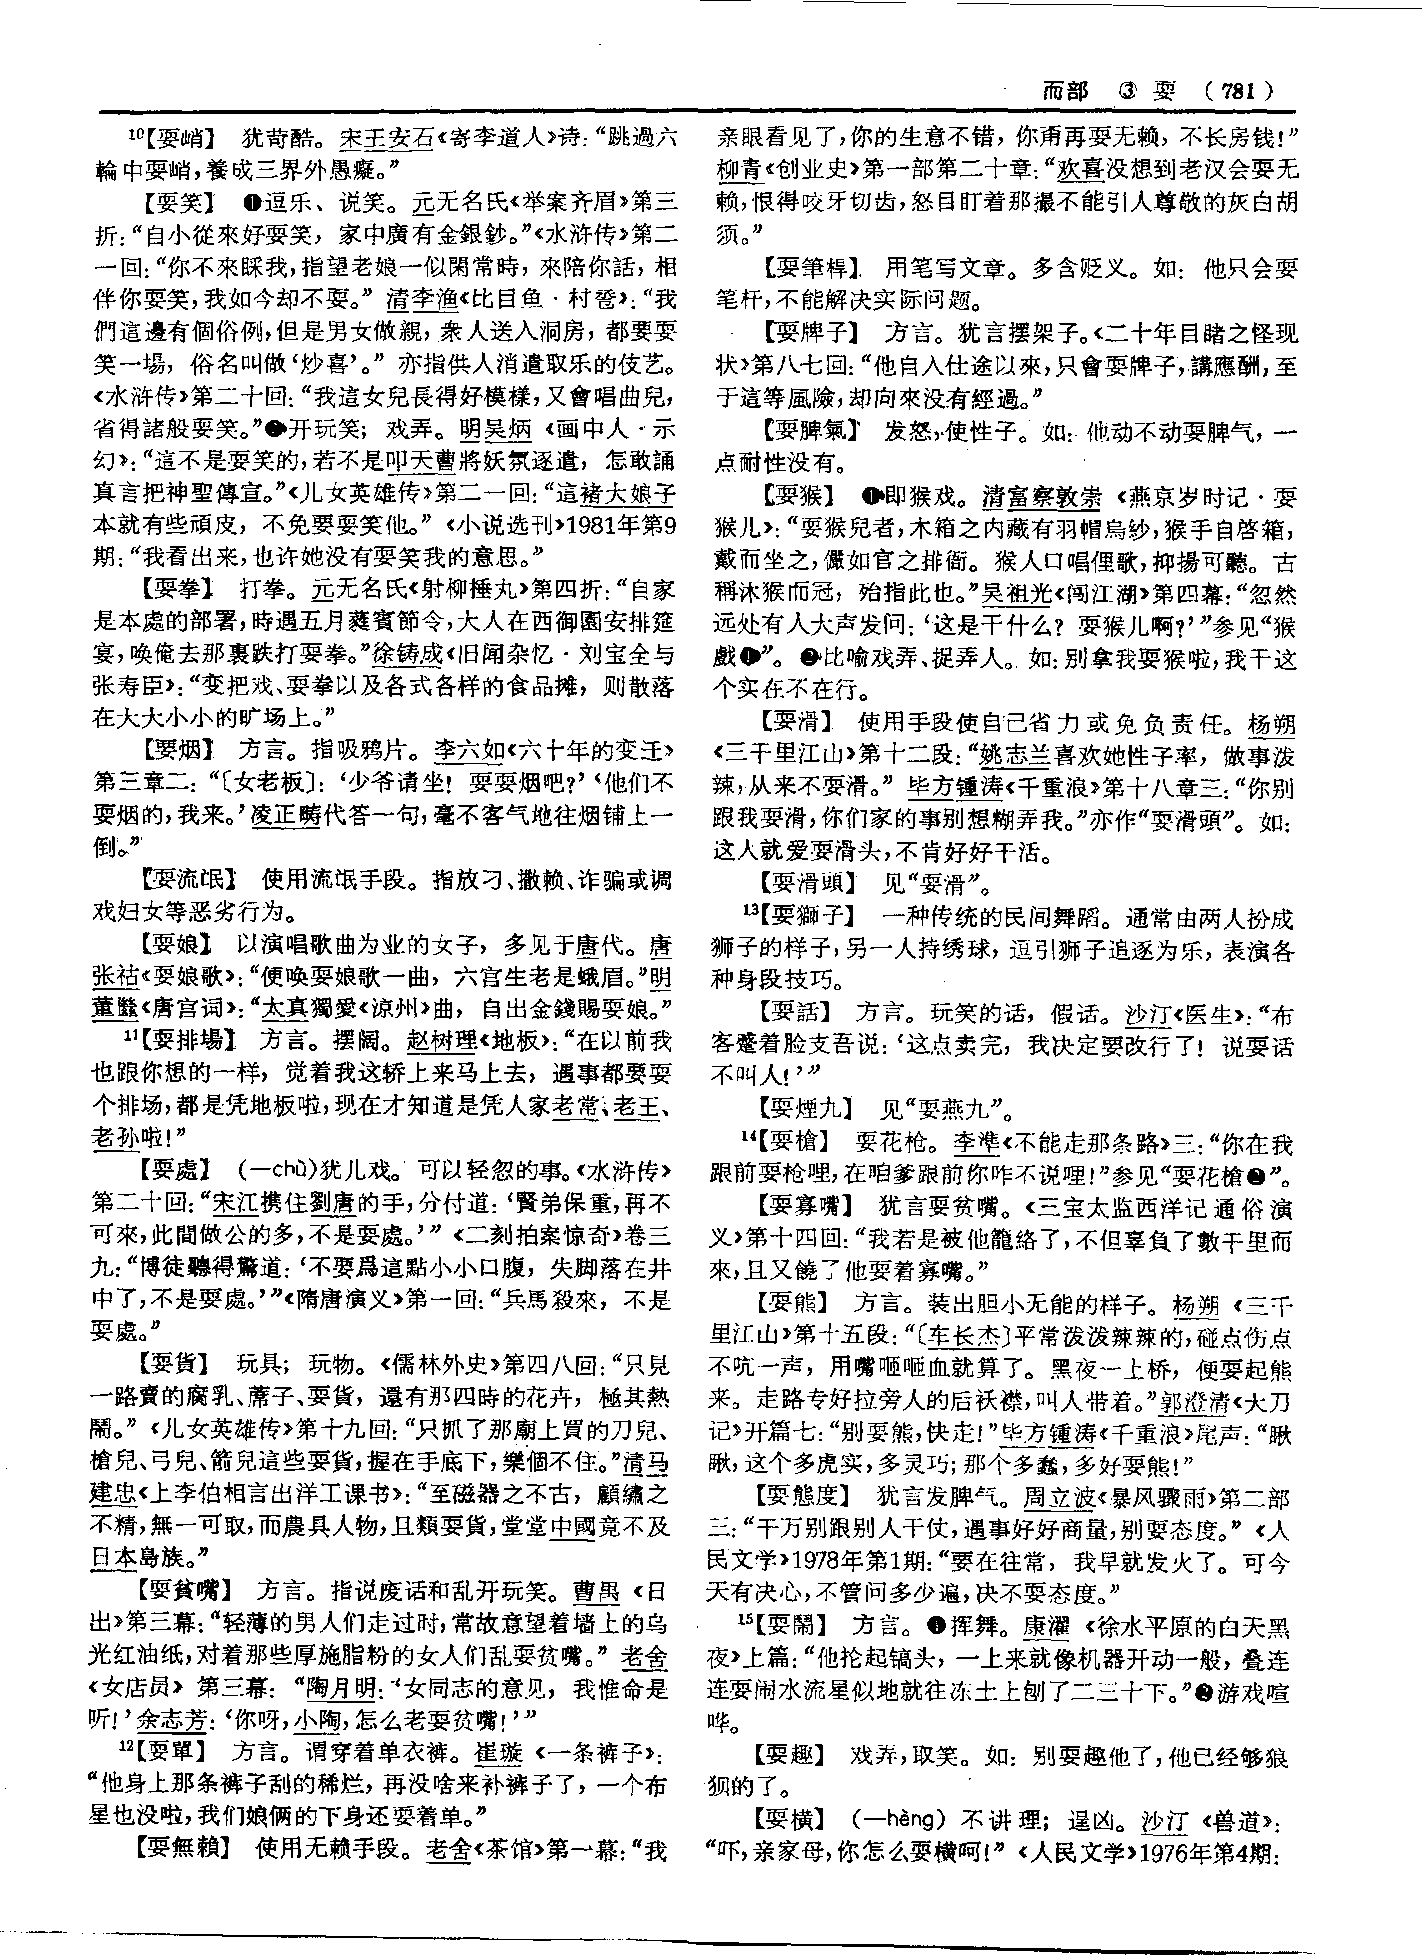 而部 ③ 耍 (781)
¹⁰【耍峭】 犹苛酷。宋王安石《寄李道人》诗：“跳過六
輪中耍峭，養成三界外愚癡。”
【耍笑】 ❶逗乐、说笑。元无名氏《举案齐眉》第三
折：“自小從來好耍笑，家中廣有金銀鈔。”《水浒传》第二
一回：“你不來睬我，指望老娘一似閑常時，來陪你話，相
伴你耍笑，我如今却不耍。” 清李渔《比目鱼·村卺》：“我
們這邊有個俗例，但是男女做親，衆人送入洞房，都要耍
笑一場，俗名叫做‘炒喜’。” 亦指供人消遣取乐的伎艺。
《水浒传》第二十回：“我這女兒長得好模樣，又會唱曲兒，
省得諸般耍笑。”❷开玩笑；戏弄。明吴炳《画中人·示
幻》：“這不是耍笑的，若不是叩天曹將妖氛逐遣，怎敢誦
真言把神聖傳宣。”《儿女英雄传》第二一回：“這褚大娘子
本就有些頑皮，不免要耍笑他。”《小说选刊》1981年第9
期：“我看出来，也许她没有耍笑我的意思。”
【耍拳】 打拳。元无名氏《射柳捶丸》第四折：“自家
是本處的部署，時遇五月蕤賓節令，大人在西御園安排筵
宴，唤俺去那裏跌打耍拳。”徐铸成《旧闻杂忆·刘宝全与
张寿臣》：“变把戏、耍拳以及各式各样的食品摊，则散落
在大大小小的旷场上。”
【耍烟】 方言。指吸鸦片。李六如《六十年的变迁》
第三章二：“〔女老板〕：‘少爷请坐！耍耍烟吧？’‘他们不
耍烟的，我来。’凌正畴代答一句，毫不客气地往烟铺上一
倒。”
【耍流氓】 使用流氓手段。指放刁、撒赖、诈骗或调
戏妇女等恶劣行为。
【耍娘】 以演唱歌曲为业的女子，多见于唐代。唐
张祜《耍娘歌》：“便唤耍娘歌一曲，六宫生老是蛾眉。”明
董 《唐宫词》：“太真獨愛《凉州》曲，自出金錢賜耍娘。”
¹¹【耍排場】 方言。摆阔。赵树理《地板》：“在以前我
也跟你想的一样，觉着我这轿上来马上去，遇事都要耍
个排场，都是凭地板啦，现在才知道是凭人家老常、老王、
老孙啦！”
【耍處】 (—chù)犹儿戏。可以轻忽的事。《水浒传》
第二十回：“宋江携住劉唐的手，分付道：‘賢弟保重，再不
可來，此間做公的多，不是耍處。’”《二刻拍案惊奇》卷三
九：“博徒聽得驚道：‘不要爲這點小小口腹，失脚落在井
中了，不是耍處。’”《隋唐演义》第一回：“兵馬殺來，不是
耍處。”
【耍貨】 玩具；玩物。《儒林外史》第四八回：“只見
一路賣的腐乳、蓆子、耍貨，還有那四時的花卉，極其熱
鬧。”《儿女英雄传》第十九回：“只抓了那廟上買的刀兒、
槍兒、弓兒、箭兒這些耍貨，握在手底下，樂個不住。”清马
建忠《上李伯相言出洋工课书》：“至磁器之不古，顧繡之
不精，無一可取，而農具人物，且類耍貨，堂堂中國竟不及
日本島族。”
【耍貧嘴】 方言。指说废话和乱开玩笑。曹禺《日
出》第三幕：“轻薄的男人们走过时，常故意望着墙上的乌
光红油纸，对着那些厚施脂粉的女人们乱耍贫嘴。” 老舍
《女店员》第三幕：“陶月明：‘女同志的意见，我惟命是
听！’余志芳：‘你呀，小陶，怎么老耍贫嘴！’”
¹²【耍單】 方言。谓穿着单衣裤。崔璇《一条裤子》：
“他身上那条裤子刮的稀烂，再没啥来补裤子了，一个布
星也没啦，我们娘俩的下身还耍着单。”
【耍無賴】 使用无赖手段。老舍《茶馆》第一幕：“我
亲眼看见了，你的生意不错，你甭再耍无赖，不长房钱！”
柳青《创业史》第一部第二十章：“欢喜没想到老汉会耍无
赖，恨得咬牙切齿，怒目盯着那撮不能引人尊敬的灰白胡
须。”
【耍筆桿】 用笔写文章。多含贬义。如：他只会耍
笔杆，不能解决实际问题。
【耍牌子】 方言。犹言摆架子。《二十年目睹之怪现
状》第八七回：“他自入仕途以來，只會耍牌子，講應酬，至
于這等風險，却向來没有經過。”
【耍脾氣】 发怒，使性子。如：他动不动耍脾气，一
点耐性没有。
【耍猴】 ❶即猴戏。清富察敦崇《燕京岁时记·耍
猴儿》：“耍猴兒者，木箱之内藏有羽帽烏紗，猴手自啓箱，
戴而坐之，儼如官之排衙。猴人口唱俚歌，抑揚可聽。古
稱沐猴而冠，殆指此也。”吴祖光《闯江湖》第四幕：“忽然
远处有人大声发问：‘这是干什么？耍猴儿啊？’”参见“猴
戲❶”。❷比喻戏弄、捉弄人。如：别拿我耍猴啦，我干这
个实在不在行。
【耍滑】 使用手段使自己省力或免负责任。杨朔
《三千里江山》第十二段：“姚志兰喜欢她性子率，做事泼
辣，从来不耍滑。” 毕方锺涛《千重浪》第十八章三：“你别
跟我耍滑，你们家的事别想糊弄我。”亦作“耍滑頭”。如：
这人就爱耍滑头，不肯好好干活。
【耍滑頭】 见“耍滑”。
¹³【耍獅子】 一种传统的民间舞蹈。通常由两人扮成
狮子的样子，另一人持绣球，逗引狮子追逐为乐，表演各
种身段技巧。
【耍話】 方言。玩笑的话，假话。沙汀《医生》：“布
客蹙着脸支吾说：‘这点卖完，我决定要改行了！说耍话
不叫人！’”
【耍煙九】 见“耍燕九”。
¹⁴【耍槍】 耍花枪。李準《不能走那条路》三：“你在我
跟前耍枪哩，在咱爹跟前你咋不说哩！”参见“耍花槍❷”。
【耍寡嘴】 犹言耍贫嘴。《三宝太监西洋记通俗演
义》第十四回：“我若是被他籠絡了，不但辜負了數千里而
來，且又饒了他耍着寡嘴。”
【耍熊】 方言。装出胆小无能的样子。杨朔《三千
里江山》第十五段：“〔车长杰〕平常泼泼辣辣的，碰点伤点
不吭一声，用嘴咂咂血就算了。黑夜一上桥，便耍起熊
来。走路专好拉旁人的后袄襟，叫人带着。”郭澄清《大刀
记》开篇七：“别耍熊，快走！”毕方锺涛《千重浪》尾声：“瞅
瞅，这个多虎实，多灵巧；那个多蠢，多好耍熊！”
【耍態度】 犹言发脾气。周立波《暴风骤雨》第二部
三：“千万别跟别人干仗，遇事好好商量，别耍态度。”《人
民文学》1978年第1期：“要在往常，我早就发火了。可今
天有决心，不管问多少遍，决不耍态度。”
¹⁵【耍鬧】 方言。❶挥舞。康濯《徐水平原的白天黑
夜》上篇：“他抡起镐头，一上来就像机器开动一般，叠连
连耍闹水流星似地就往冻土上刨了二三十下。”❷游戏喧
哗。
【耍趣】 戏弄，取笑。如：别耍趣他了，他已经够狼
狈的了。
【耍横】 (—hèng) 不讲理；逞凶。沙汀《兽道》：
“吓，亲家母，你怎么耍横呵！”《人民文学》1976年第4期：